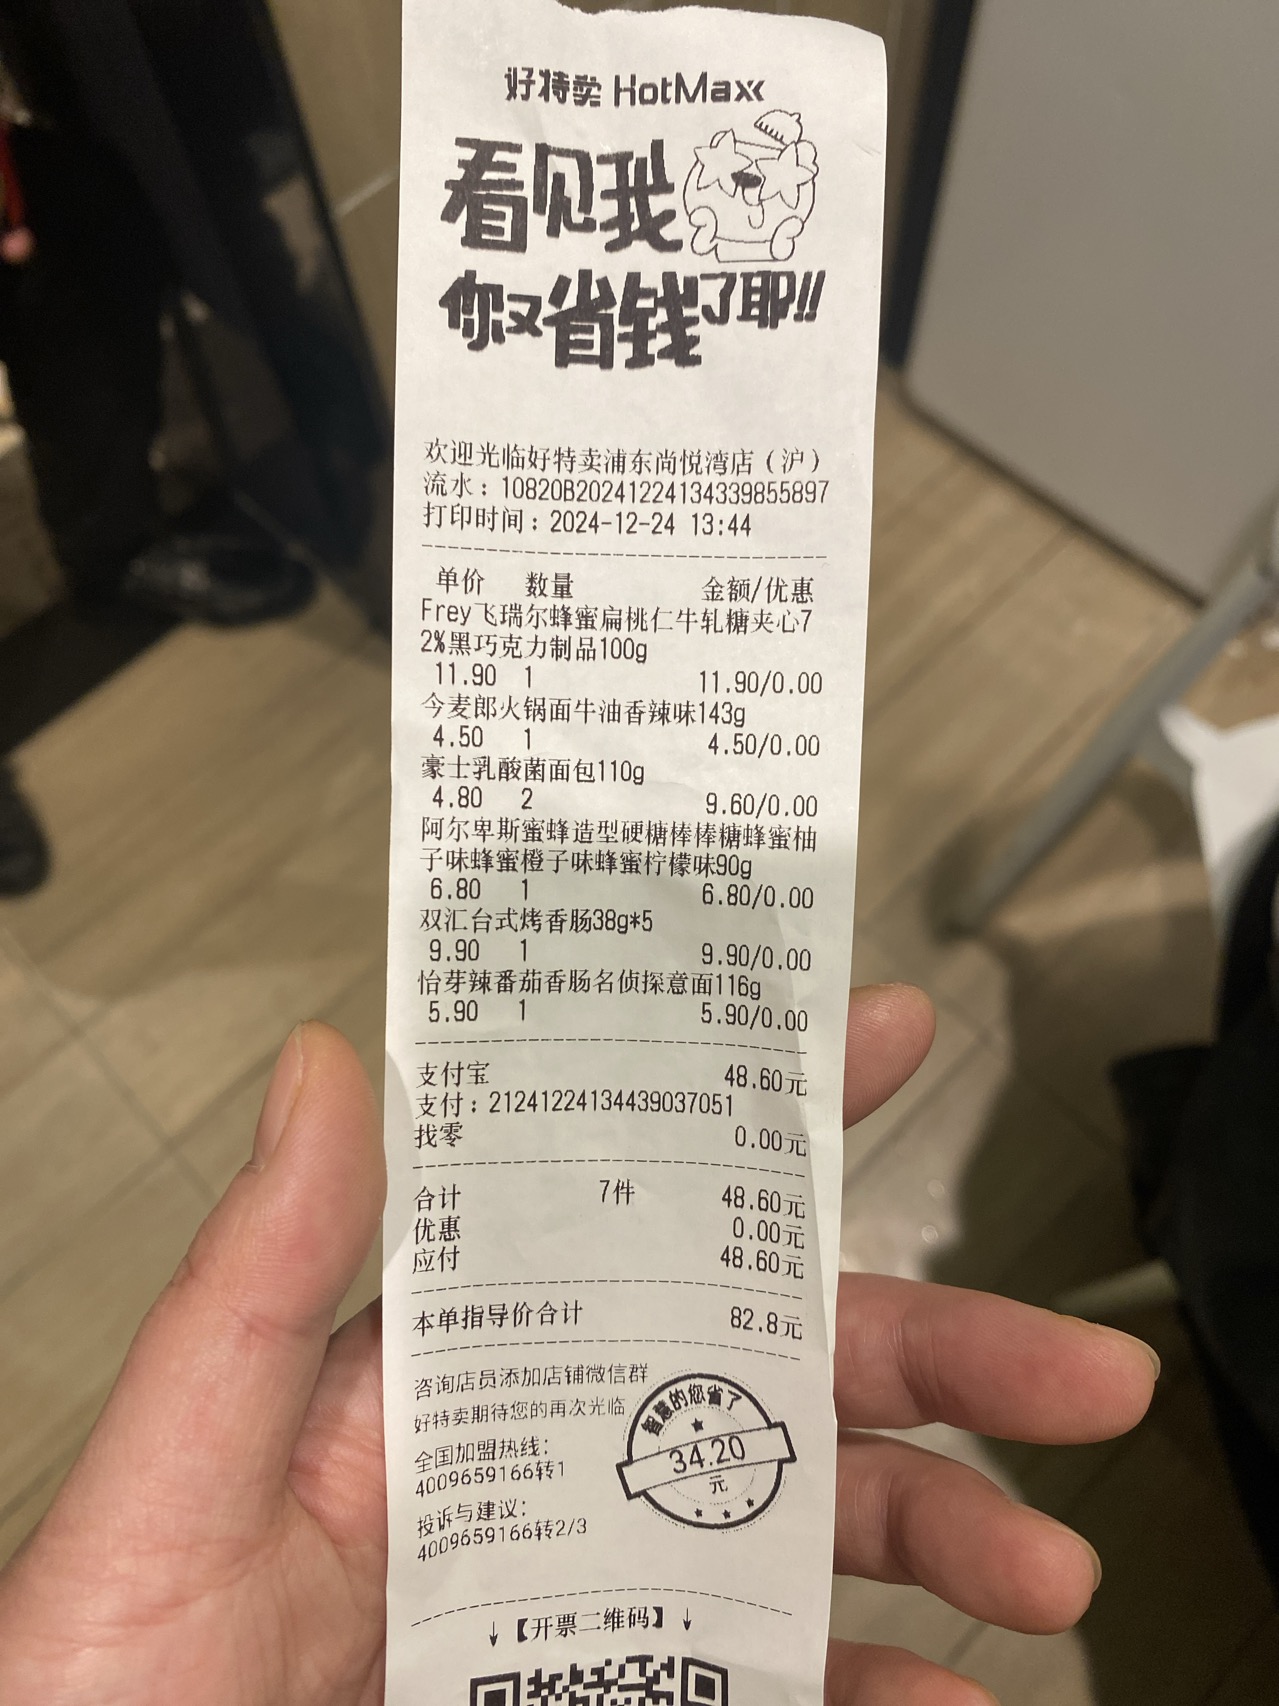 好特卖 HotMaxx
看见我
你又省钱了耶!!
欢迎光临好特卖浦东尚悦湾店（沪）
流水：10820B202412241343398​55897
打印时间：2024-12-24 13:44
单价 数量 金额/优惠
Frey飞瑞尔蜂蜜扁桃仁牛轧糖夹心7
2%黑巧克力制品100g
11.90 1 11.90/0.00
今麦郎火锅面牛油香辣味143g
4.50 1 4.50/0.00
豪士乳酸菌面包110g
4.80 2 9.60/0.00
阿尔卑斯蜜蜂造型硬糖棒棒糖蜂蜜柚
子味蜂蜜橙子味蜂蜜柠檬味90g
6.80 1 6.80/0.00
双汇台式烤香肠38g*5
9.90 1 9.90/0.00
怡芽辣番茄香肠名侦探意面116g
5.90 1 5.90/0.00
支付宝 48.60元
支付：21241224134439037051
找零 0.00元
合计 7件 48.60元
优惠 0.00元
应付 48.60元
本单指导价合计 82.8元
咨询店员添加店铺微信群
好特卖期待您的再次光临
全国加盟热线：
4009659166转1
投诉与建议：
4009659166转2/3
智慧的您省了
34.20
元
↓【开票二维码】↓